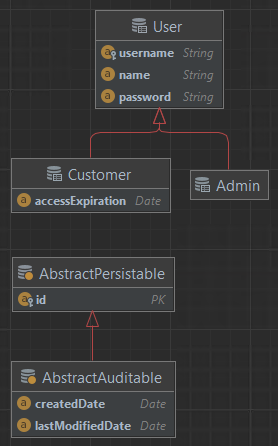 User
username String
name String
password String
Customer
accessExpiration Date
Admin
AbstractPersistable
id PK
AbstractAuditable
createdDate Date
lastModifiedDate Date